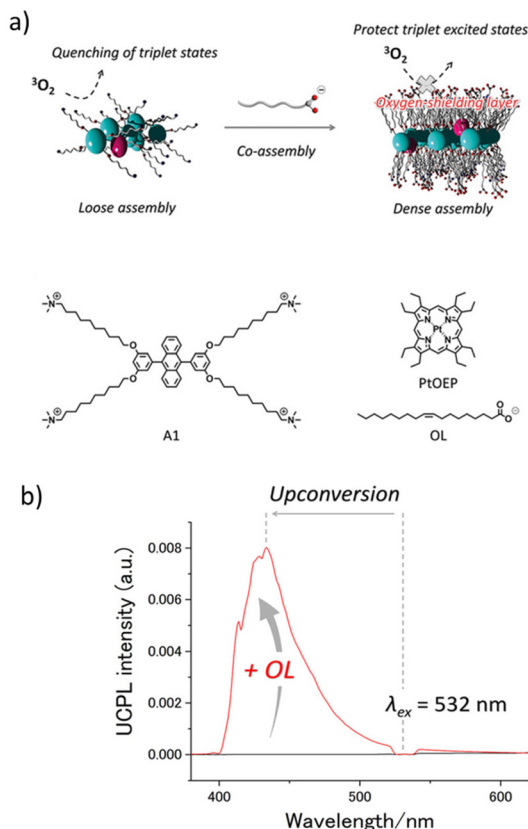 a)
Quenching of triplet states
³O₂
Loose assembly
⊖
Co-assembly
Protect triplet excited states
³O₂
Oxygen shielding layer
Dense assembly
N⊕
N⊕
O
O
O
O
N⊕
N⊕
A1
N
N
Pt
N
N
PtOEP
O
O⊖
OL
b)
Upconversion
UCPL intensity (a.u.)
0.008
0.006
0.004
0.002
0.000
+ OL
λex = 532 nm
400
500
600
Wavelength/nm